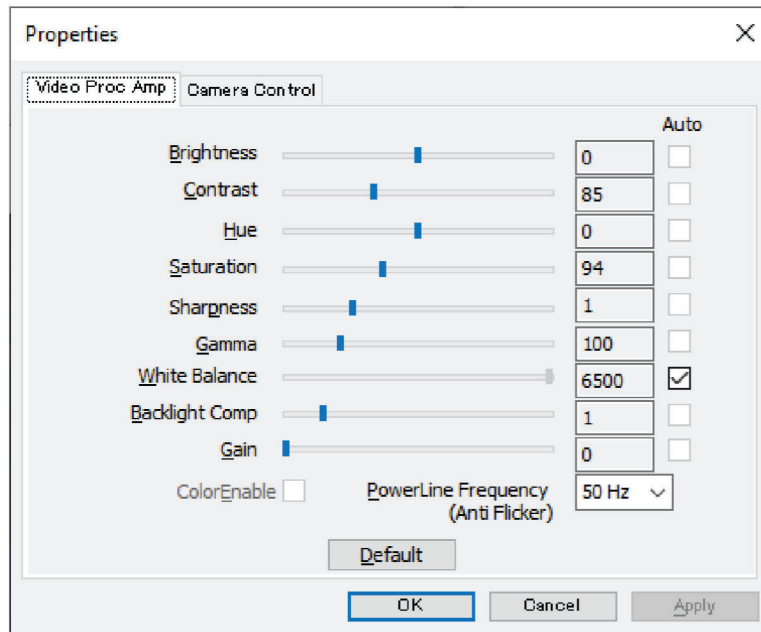 Properties
Video Proc Amp Camera Control
Auto
Brightness 0
Contrast 85
Hue 0
Saturation 94
Sharpness 1
Gamma 100
White Balance 6500
Backlight Comp 1
Gain 0
ColorEnable PowerLine Frequency 50 Hz
(Anti Flicker)
Default
OK Cancel Apply